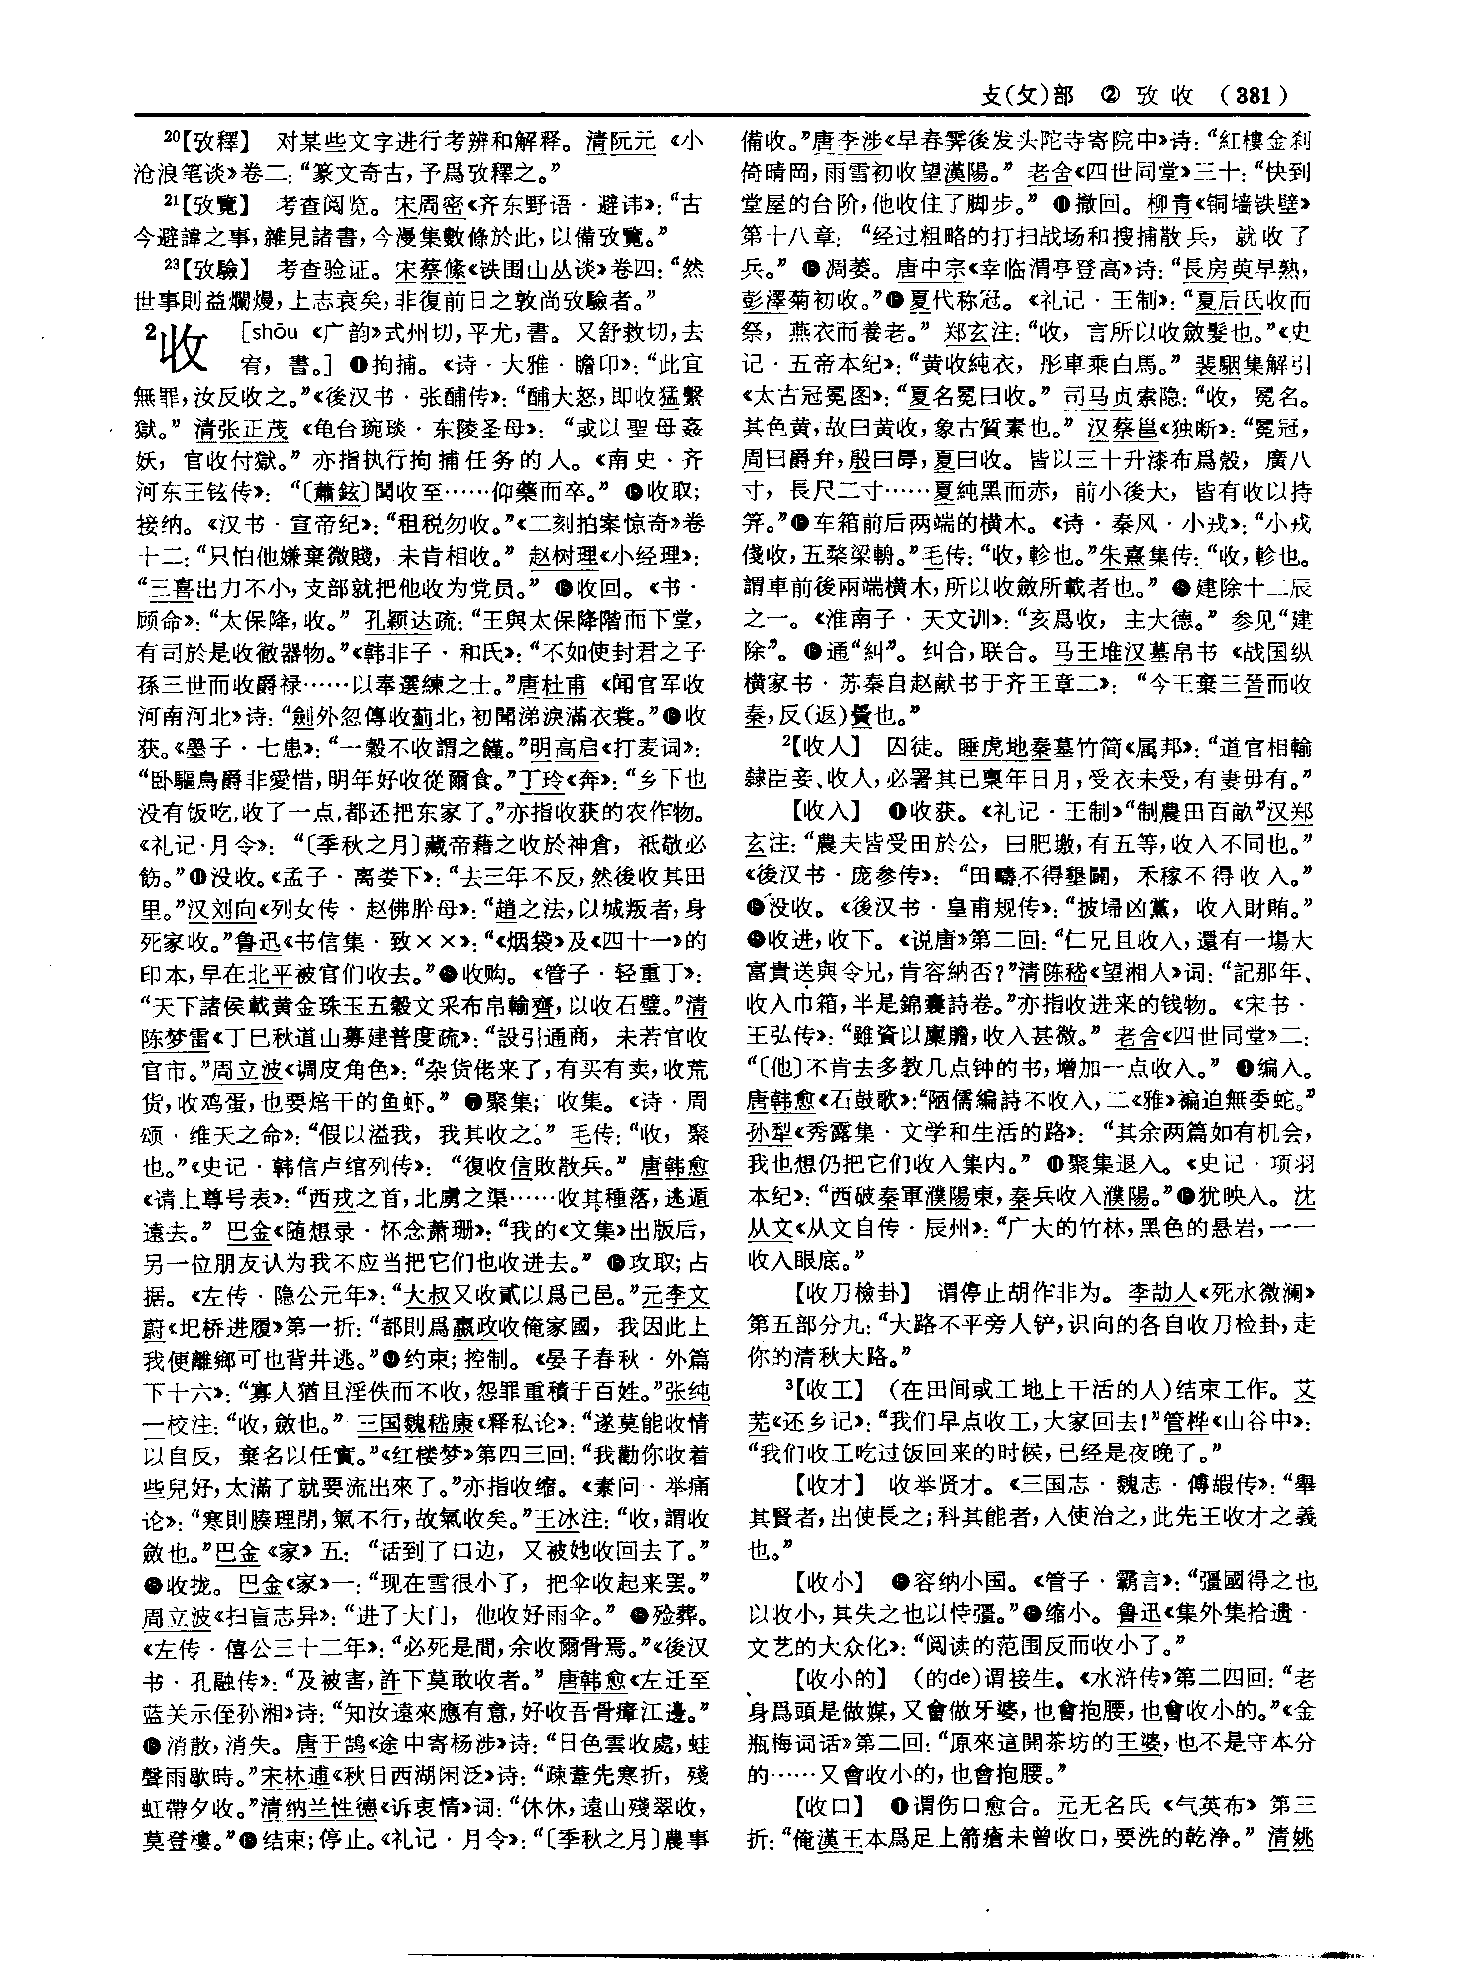 攴(攵)部　②　攷收　(381)
20【攷釋】　对某些文字进行考辨和解释。清阮元《小
沧浪笔谈》卷二：“篆文奇古，予爲攷釋之。”
21【攷覽】　考查阅览。宋周密《齐东野语·避讳》：“古
今避諱之事，雜見諸書，今漫集數條於此，以備攷覽。”
23【攷驗】　考查验证。宋蔡絛《铁围山丛谈》卷四：“然
世事則益爛熳，上志衰矣，非復前日之敦尚攷驗者。”
2收　［shōu《广韵》式州切，平尤，書。又舒救切，去
宥，書。］❶拘捕。《诗·大雅·瞻卬》：“此宜
無罪，汝反收之。”《後汉书·张酺传》：“酺大怒，即收猛繫
獄。”清张正茂《龟台琬琰·东陵圣母》：“或以聖母姦
妖，官收付獄。”亦指执行拘捕任务的人。《南史·齐
河东王铉传》：“〔蕭鉉〕聞收至……仰藥而卒。”❷收取；
接纳。《汉书·宣帝纪》：“租税勿收。”《二刻拍案惊奇》卷
十二：“只怕他嫌棄微賤，未肯相收。”赵树理《小经理》：
“三喜出力不小，支部就把他收为党员。”❸收回。《书·
顾命》：“太保降，收。”孔颖达疏：“王與太保降階而下堂，
有司於是收徹器物。”《韩非子·和氏》：“不如使封君之子
孫三世而收爵禄……以奉選練之士。”唐杜甫《闻官军收
河南河北》诗：“劍外忽傳收薊北，初聞涕淚滿衣裳。”❹收
获。《墨子·七患》：“一穀不收謂之饉。”明高启《打麦词》：
“卧驅鳥爵非愛惜，明年好收從爾食。”丁玲《奔》：“乡下也
没有饭吃，收了一点，都还把东家了。”亦指收获的农作物。
《礼记·月令》：“〔季秋之月〕藏帝藉之收於神倉，祗敬必
飭。”❺没收。《孟子·离娄下》：“去三年不反，然後收其田
里。”汉刘向《列女传·赵佛肸母》：“趙之法，以城叛者，身
死家收。”鲁迅《书信集·致××》：“《烟袋》及《四十一》的
印本，早在北平被官们收去。”❻收购。《管子·轻重丁》：
“天下諸侯載黄金珠玉五穀文采布帛輸齊，以收石璧。”清
陈梦雷《丁巳秋道山募建普度疏》：“設引通商，未若官收
官市。”周立波《调皮角色》：“杂货佬来了，有买有卖，收荒
货，收鸡蛋，也要焙干的鱼虾。”❼聚集；收集。《诗·周
颂·维天之命》：“假以溢我，我其收之。”毛传：“收，聚
也。”《史记·韩信卢绾列传》：“復收信敗散兵。”唐韩愈
《请上尊号表》：“西戎之首，北虜之渠……收其種落，逃遁
遠去。”巴金《随想录·怀念萧珊》：“我的《文集》出版后，
另一位朋友认为我不应当把它们也收进去。”❽攻取；占
据。《左传·隐公元年》：“大叔又收貳以爲己邑。”元李文
蔚《圯桥进履》第一折：“都則爲嬴政收俺家國，我因此上
我便離鄉可也背井逃。”❾约束；控制。《晏子春秋·外篇
下十六》：“寡人猶且淫佚而不收，怨罪重積于百姓。”张纯
一校注：“收，斂也。”三国魏嵇康《释私论》：“遂莫能收情
以自反，棄名以任實。”《红楼梦》第四三回：“我勸你收着
些兒好，太滿了就要流出來了。”亦指收缩。《素问·举痛
论》：“寒則腠理閉，氣不行，故氣收矣。”王冰注：“收，謂收
斂也。”巴金《家》五：“话到了口边，又被她收回去了。”
❿收拢。巴金《家》一：“现在雪很小了，把伞收起来罢。”
周立波《扫盲志异》：“进了大门，他收好雨伞。”⓫殓葬。
《左传·僖公三十二年》：“必死是間，余收爾骨焉。”《後汉
书·孔融传》：“及被害，許下莫敢收者。”唐韩愈《左迁至
蓝关示侄孙湘》诗：“知汝遠來應有意，好收吾骨瘴江邊。”
⓬消散，消失。唐于鹄《途中寄杨涉》诗：“日色雲收處，蛙
聲雨歇時。”宋林逋《秋日西湖闲泛》诗：“疎葦先寒折，殘
虹帶夕收。”清纳兰性德《诉衷情》词：“休休，遠山殘翠收，
莫登樓。”⓭结束；停止。《礼记·月令》：“〔季秋之月〕農事
備收。”唐李涉《早春霁後发头陀寺寄院中》诗：“紅樓金刹
倚晴岡，雨雪初收望漢陽。”老舍《四世同堂》三十：“快到
堂屋的台阶，他收住了脚步。”⓮撤回。柳青《铜墙铁壁》
第十八章：“经过粗略的打扫战场和搜捕散兵，就收了
兵。”⓯凋萎。唐中宗《幸临渭亭登高》诗：“長房萸早熟，
彭澤菊初收。”⓰夏代称冠。《礼记·王制》：“夏后氏收而
祭，燕衣而養老。”郑玄注：“收，言所以收斂髮也。”《史
记·五帝本纪》：“黄收純衣，彤車乘白馬。”裴駰集解引
《太古冠冕图》：“夏名冕曰收。”司马贞索隐：“收，冕名。
其色黄，故曰黄收，象古質素也。”汉蔡邕《独断》：“冕冠，
周曰爵弁，殷曰冔，夏曰收。皆以三十升漆布爲殼，廣八
寸，長尺二寸……夏純黑而赤，前小後大，皆有收以持
笄。”⓱车箱前后两端的横木。《诗·秦风·小戎》：“小戎
俴收，五楘梁輈。”毛传：“收，軫也。”朱熹集传：“收，軫也。
謂車前後兩端横木，所以收斂所載者也。”⓲建除十二辰
之一。《淮南子·天文训》：“亥爲收，主大德。”参见“建
除”。⓳通“糾”。纠合，联合。马王堆汉墓帛书《战国纵
横家书·苏秦自赵献书于齐王章二》：“今王棄三晉而收
秦，反(返)也。”
2【收人】　囚徒。睡虎地秦墓竹简《属邦》：“道官相輸
隸臣妾、收人，必署其已稟年日月，受衣未受，有妻毋有。”
【收入】　❶收获。《礼记·王制》“制農田百畝”汉郑
玄注：“農夫皆受田於公，田肥墽，有五等，收入不同也。”
《後汉书·庞参传》：“田疇不得墾闢，禾稼不得收入。”
❷没收。《後汉书·皇甫规传》：“披埽凶黨，收入財賄。”
❸收进，收下。《说唐》第二回：“仁兄且收入，還有一場大
富貴送與令兄，肯容納否？”清陈嵇《望湘人》词：“記那年、
收入巾箱，半是錦囊詩卷。”亦指收进来的钱物。《宋书·
王弘传》：“雖資以廪贍，收入甚微。”老舍《四世同堂》二：
“〔他〕不肯去多教几点钟的书，增加一点收入。”❹编入。
唐韩愈《石鼓歌》：“陋儒編詩不收入，二《雅》褊迫無委蛇。”
孙犁《秀露集·文学和生活的路》：“其余两篇如有机会，
我也想仍把它们收入集内。”❺聚集退入。《史记·项羽
本纪》：“西破秦軍濮陽東，秦兵收入濮陽。”❻犹映入。沈
从文《从文自传·辰州》：“广大的竹林，黑色的悬岩，一一
收入眼底。”
【收刀檢卦】　谓停止胡作非为。李劼人《死水微澜》
第五部分九：“大路不平旁人铲，识向的各自收刀检卦，走
你的清秋大路。”
3【收工】　(在田间或工地上干活的人)结束工作。艾
芜《还乡记》：“我们早点收工，大家回去！”管桦《山谷中》：
“我们收工吃过饭回来的时候，已经是夜晚了。”
【收才】　收举贤才。《三国志·魏志·傅嘏传》：“舉
其賢者，出使長之；科其能者，入使治之，此先王收才之義
也。”
【收小】　❶容纳小国。《管子·霸言》：“彊國得之也
以收小，其失之也以恃彊。”❷缩小。鲁迅《集外集拾遗·
文艺的大众化》：“阅读的范围反而收小了。”
【收小的】　(的de)谓接生。《水浒传》第二四回：“老
身爲頭是做媒，又會做牙婆，也會抱腰，也會收小的。”《金
瓶梅词话》第二回：“原來這開茶坊的王婆，也不是守本分
的……又會收小的，也會抱腰。”
【收口】　❶谓伤口愈合。元无名氏《气英布》第三
折：“俺漢王本爲足上箭瘡未曾收口，要洗的乾净。”清姚